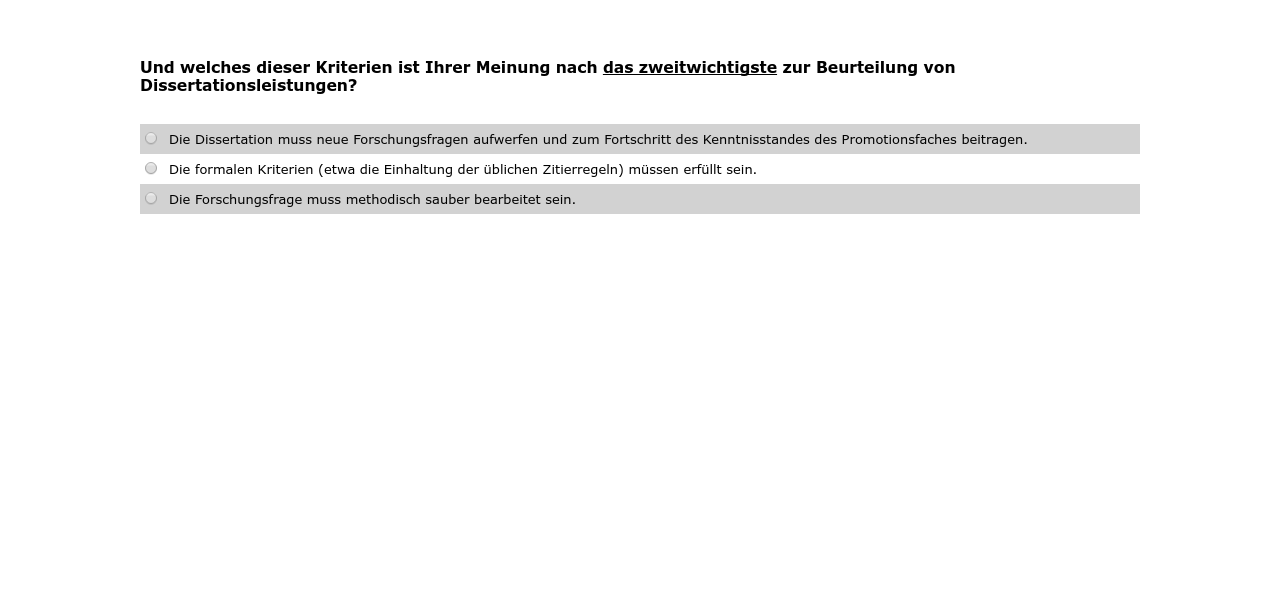 Und welches dieser Kriterien ist Ihrer Meinung nach das zweitwichtigste zur Beurteilung von
Dissertationsleistungen?
Die Dissertation muss neue Forschungsfragen aufwerfen und zum Fortschritt des Kenntnisstandes des Promotionsfaches beitragen.
Die formalen Kriterien (etwa die Einhaltung der üblichen Zitierregeln) müssen erfüllt sein.
Die Forschungsfrage muss methodisch sauber bearbeitet sein.